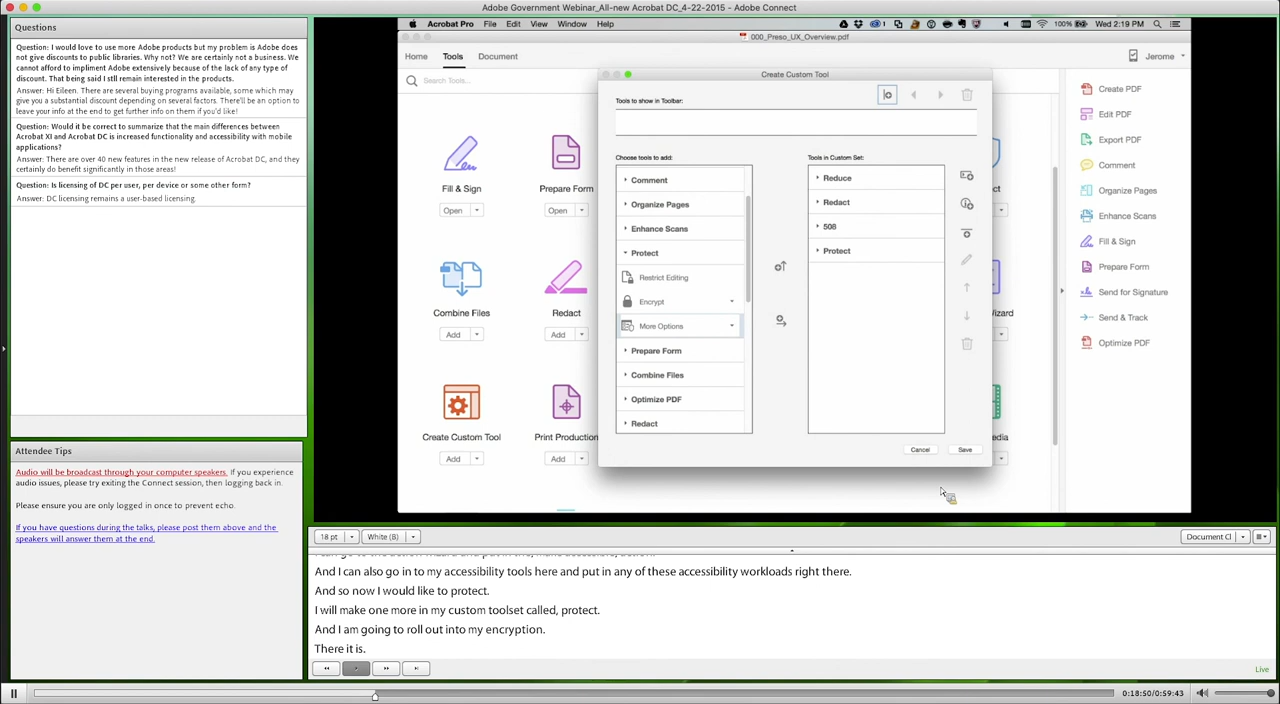 Adobe Government Webinar_All-new Acrobat DC_4-22-2015 - Adobe Connect
Questions
Question: I would love to use more Adobe products but my problem is Adobe does
not give discounts to public libraries. Why not? We are certainly not a business. We
cannot afford to impliment Adobe extensively because of the lack of any type of
discount. That being said I stll remain interested in the products.
Answer: Hi Eileen. There are several buying programs available, some which may
give you a substantial discount depending on several factors. There'll be an option to
leave your info at the end to get further info on them if you'd like!
Question: Would it be correct to summarize that the main differences between
Acrobat XI and Acrobat DC is increased functionality and accessibility with mobile
applications?
Answer: There are over 40 new features in the new release of Acrobat DC, and they
certainly do benefit significantly in those areas!
Question: Is licensing of DC per user, per device or some other form?
Answer: DC licensing remains a user-based licensing.
Attendee Tips
Audio will be broadcast through your computer speakers. If you experience
audio issues, please try exiting the Connect session, then logging back in.
Please ensure you are only logged in once to prevent echo.
If you have questions during the talks, please post them above and the
speakers will answer them at the end.
Acrobat Pro File Edit View Window Help
1
100% Wed 2:19 PM
000_Preso_UX_Overview.pdf
Home Tools Document
Jerome
Search Tools...
Fill & Sign
Open
Prepare Form
Open
Combine Files
Add
Redact
Add
Create Custom Tool
Add
Print Production
Add
Create Custom Tool
Tools to show in Toolbar:
Choose tools to add:
Comment
Organize Pages
Enhance Scans
Protect
Restrict Editing
Encrypt
More Options
Prepare Form
Combine Files
Optimize PDF
Redact
Tools in Custom Set:
Reduce
Redact
508
Protect
Cancel Save
ct
izard
edia
Create PDF
Edit PDF
Export PDF
Comment
Organize Pages
Enhance Scans
Fill & Sign
Prepare Form
Send for Signature
Send & Track
Optimize PDF
18 pt White (B)
Document Cl
And I can also go in to my accessibility tools here and put in any of these accessibility workloads right there.
And so now I would like to protect.
I will make one more in my custom toolset called, protect.
And I am going to roll out into my encryption.
There it is.
Live
0:18:50/0:59:43